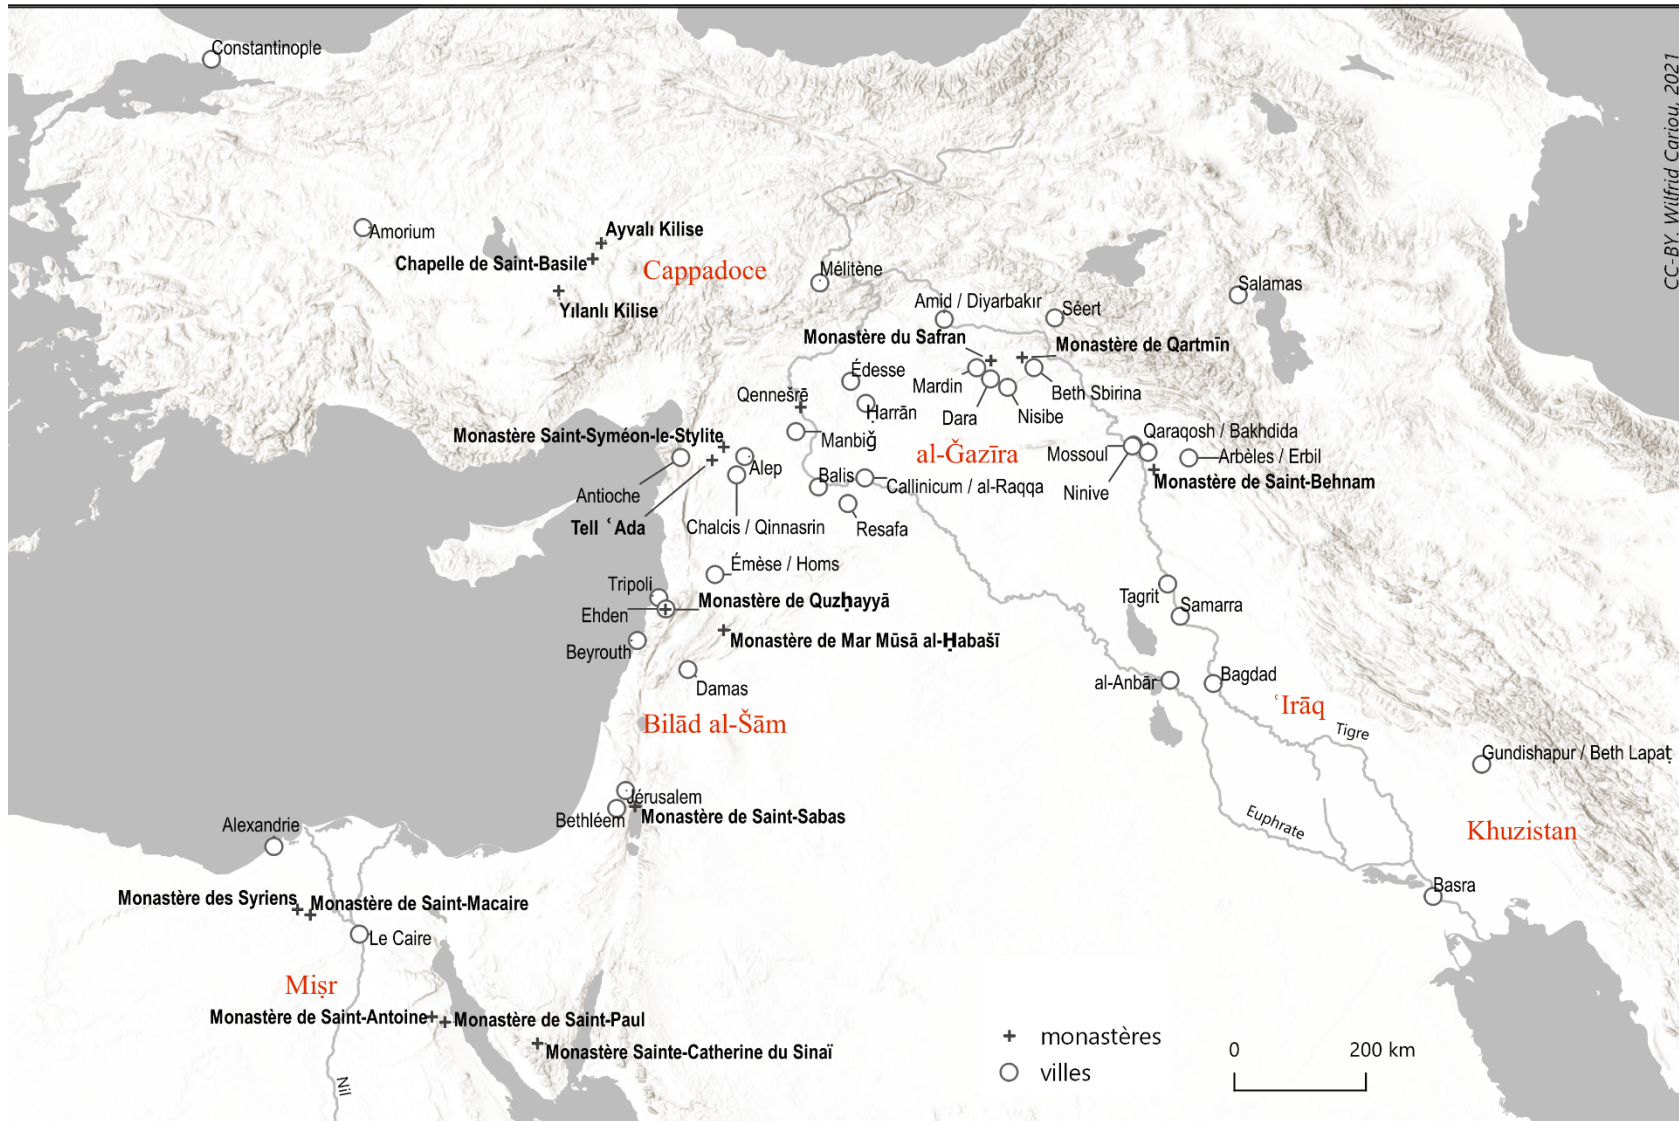 Constantinople
CC-BY, Wilfrid Cariou, 2021
Amorium
Ayvalı Kilise
Chapelle de Saint-Basile
Cappadoce
Yılanlı Kilise
Mélitène
Salamas
Amid / Diyarbakır
Séert
Monastère du Safran
Monastère de Qartmīn
Édesse
Mardin
Beth Sbirina
Qennešrē
Ḥarrān
Dara
Nisibe
Monastère Saint-Syméon-le-Stylite
Manbiǧ
Qaraqosh / Bakhdida
al-Ǧazīra
Mossoul
Arbèles / Erbil
Alep
Balis
Callinicum / al-Raqqa
Ninive
Monastère de Saint-Behnam
Antioche
Tell ʿAda
Chalcis / Qinnasrin
Resafa
Émèse / Homs
Tripoli
Monastère de Quzḥayyā
Ehden
Tagrit
Samarra
Beyrouth
Monastère de Mar Mūsā al-Ḥabašī
Damas
al-Anbār
Bagdad
ʿIrāq
Bilād al-Šām
Tigre
Gundishapur / Beth Lapaṭ
Jérusalem
Bethléem
Monastère de Saint-Sabas
Alexandrie
Euphrate
Khuzistan
Monastère des Syriens
Monastère de Saint-Macaire
Basra
Le Caire
Miṣr
Monastère de Saint-Antoine
Monastère de Saint-Paul
Monastère Sainte-Catherine du Sinaï
Nil
monastères
villes
0
200 km